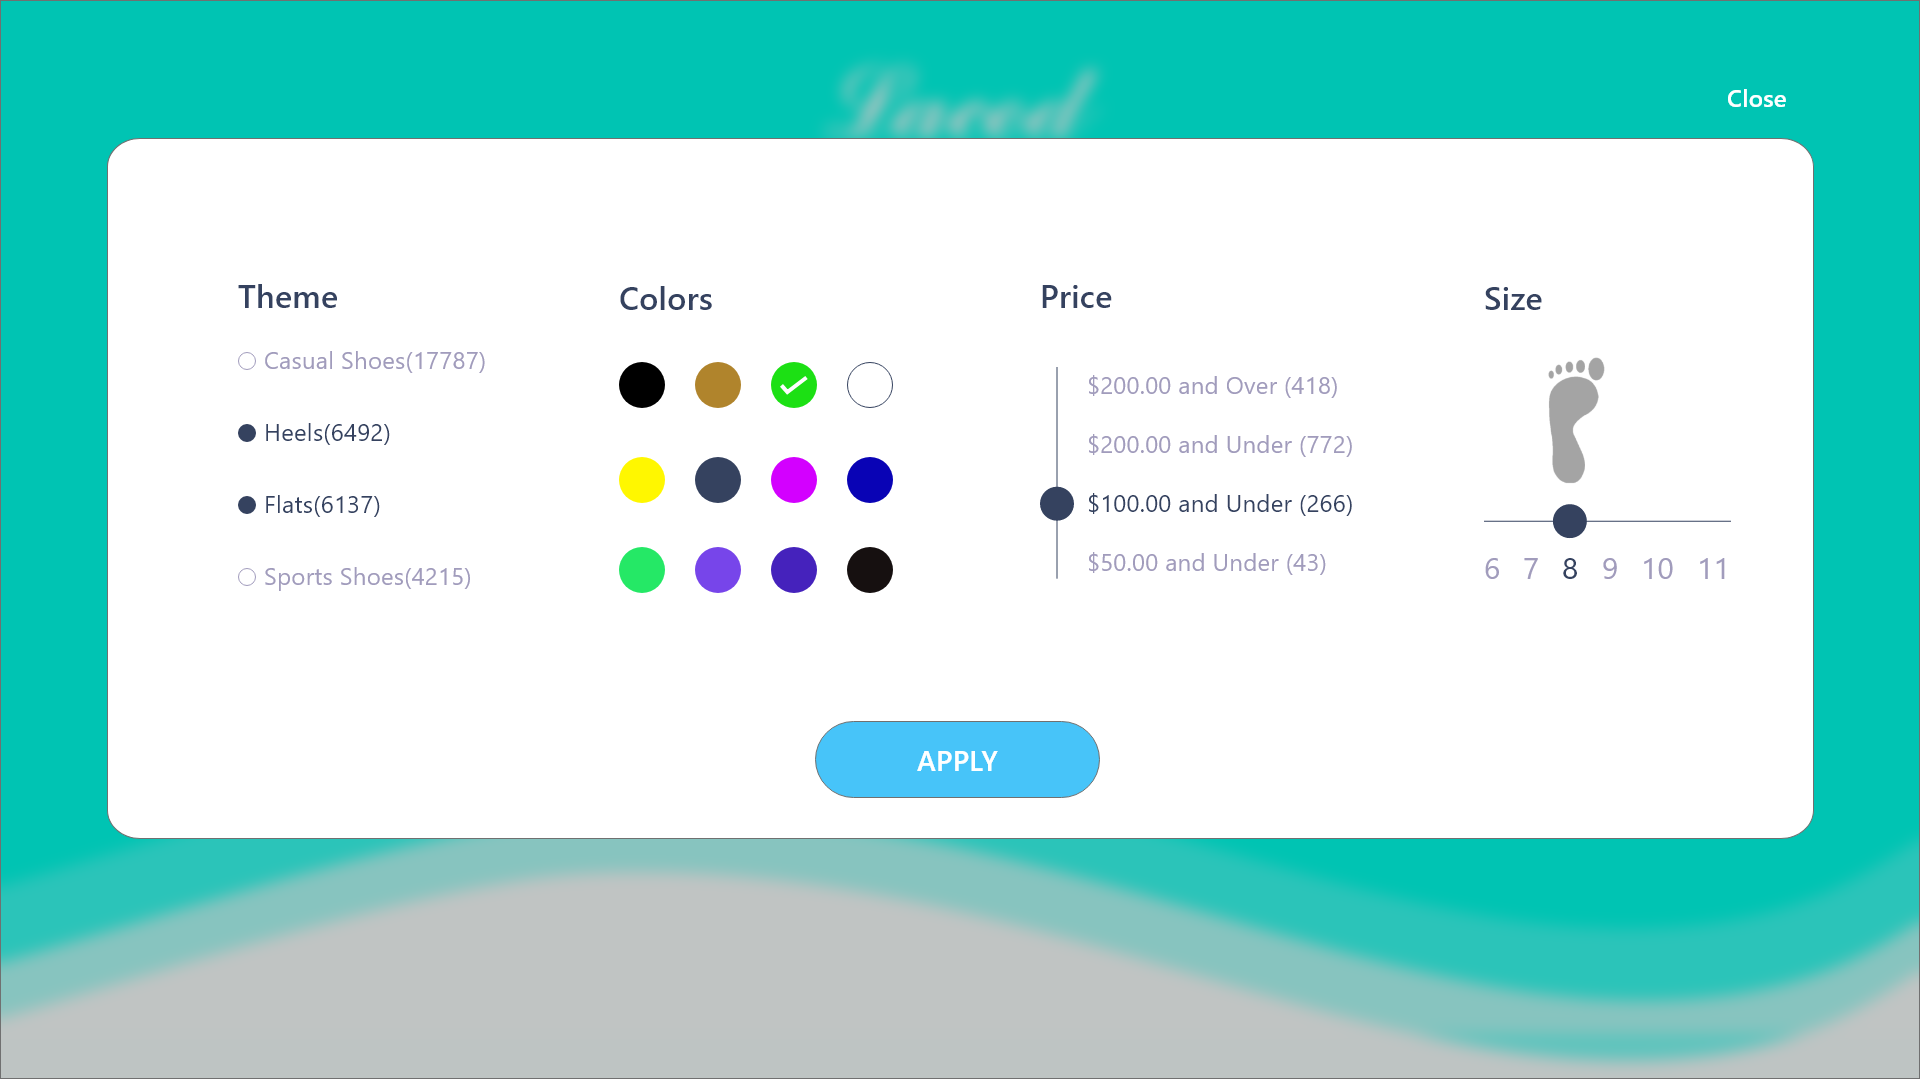 Laced
Close
Theme
Casual Shoes(17787)
Heels(6492)
Flats(6137)
Sports Shoes(4215)
Colors
Price
$200.00 and Over (418)
$200.00 and Under (772)
$100.00 and Under (266)
$50.00 and Under (43)
Size
6 7 8 9 10 11
APPLY